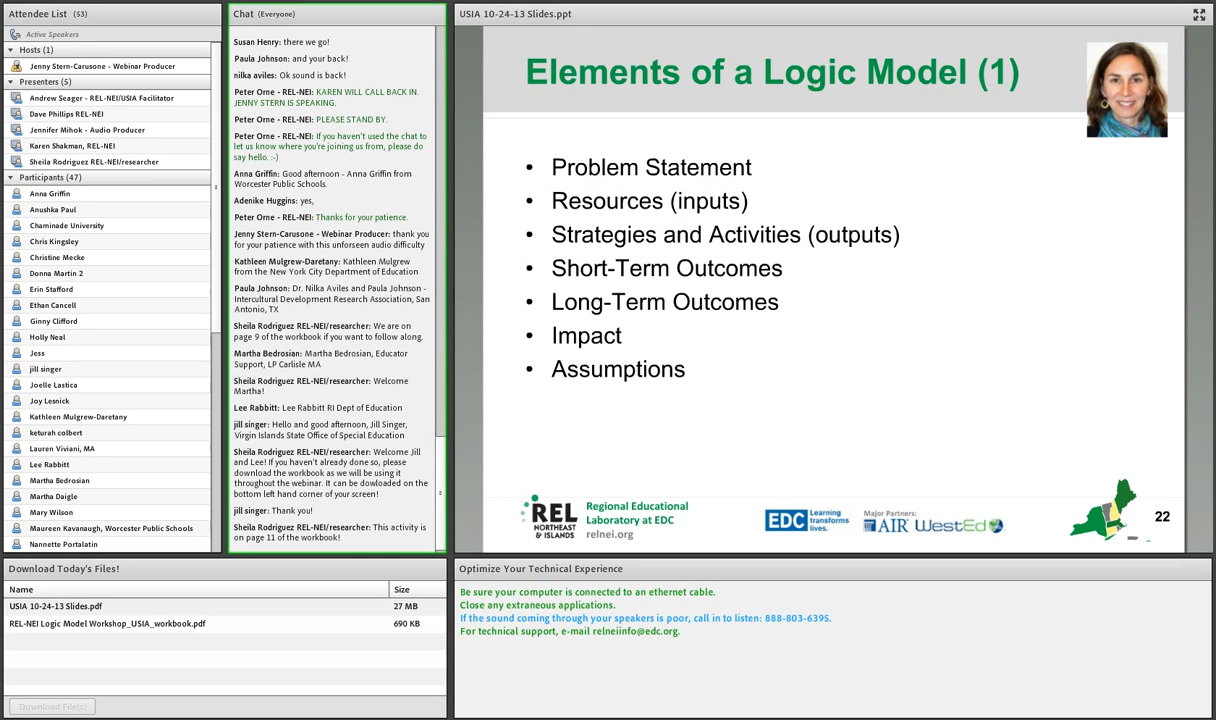 Attendee List (53)
Active Speakers
Hosts (1)
Jenny Stern-Carusone - Webinar Producer
Presenters (5)
Andrew Seager - REL-NEI/USIA Facilitator
Dave Phillips REL-NEI
Jennifer Mihok - Audio Producer
Karen Shakman, REL-NEI
Sheila Rodriguez REL-NEI/researcher
Participants (47)
Anna Griffin
Anushka Paul
Chaminade University
Chris Kingsley
Christine Mecke
Donna Martin 2
Erin Stafford
Ethan Cancell
Ginny Clifford
Holly Neal
Jess
jill singer
Joelle Lastica
Joy Lesnick
Kathleen Mulgrew-Daretany
keturah colbert
Lauren Viviani, MA
Lee Rabbitt
Martha Bedrosian
Martha Daigle
Mary Wilson
Maureen Kavanaugh, Worcester Public Schools
Nannette Portalatin
Chat (Everyone)
Susan Henry: there we go!
Paula Johnson: and your back!
nilka aviles: Ok sound is back!
Peter Orne - REL-NEI: KAREN WILL CALL BACK IN.
JENNY STERN IS SPEAKING.
Peter Orne - REL-NEI: PLEASE STAND BY.
Peter Orne - REL-NEI: If you haven't used the chat to
let us know where you're joining us from, please do
say hello. :-)
Anna Griffin: Good afternoon - Anna Griffin from
Worcester Public Schools.
Adenike Huggins: yes,
Peter Orne - REL-NEI: Thanks for your patience.
Jenny Stern-Carusone - Webinar Producer: thank you
for your patience with this unforseen audio difficulty
Kathleen Mulgrew-Daretany: Kathleen Mulgrew
from the New York City Department of Education
Paula Johnson: Dr. Nilka Aviles and Paula Johnson -
Intercultural Development Research Association, San
Antonio, TX
Sheila Rodriguez REL-NEI/researcher: We are on
page 9 of the workbook if you want to follow along.
Martha Bedrosian: Martha Bedrosian, Educator
Support, LP Carlisle MA
Sheila Rodriguez REL-NEI/researcher: Welcome
Martha!
Lee Rabbitt: Lee Rabbitt RI Dept of Education
jill singer: Hello and good afternoon, Jill Singer,
Virgin Islands State Office of Special Education
Sheila Rodriguez REL-NEI/researcher: Welcome Jill
and Lee! If you haven't already done so, please
download the workbook as we will be using it
throughout the webinar. It can be dowloaded on the
bottom left hand corner of your screen!
jill singer: Thank you!
Sheila Rodriguez REL-NEI/researcher: This activity is
on page 11 of the workbook!
USIA 10-24-13 Slides.ppt
Elements of a Logic Model (1)
• Problem Statement
• Resources (inputs)
• Strategies and Activities (outputs)
• Short-Term Outcomes
• Long-Term Outcomes
• Impact
• Assumptions
REL
NORTHEAST
& ISLANDS
Regional Educational
Laboratory at EDC
relnei.org
EDC Learning
transforms
lives.
Major Partners:
AIR WestEd
22
Download Today's Files!
Name Size
USIA 10-24-13 Slides.pdf 27 MB
REL-NEI Logic Model Workshop_USIA_workbook.pdf 690 KB
Download File(s)
Optimize Your Technical Experience
Be sure your computer is connected to an ethernet cable.
Close any extraneous applications.
If the sound coming through your speakers is poor, call in to listen: 888-803-6395.
For technical support, e-mail relneiinfo@edc.org.